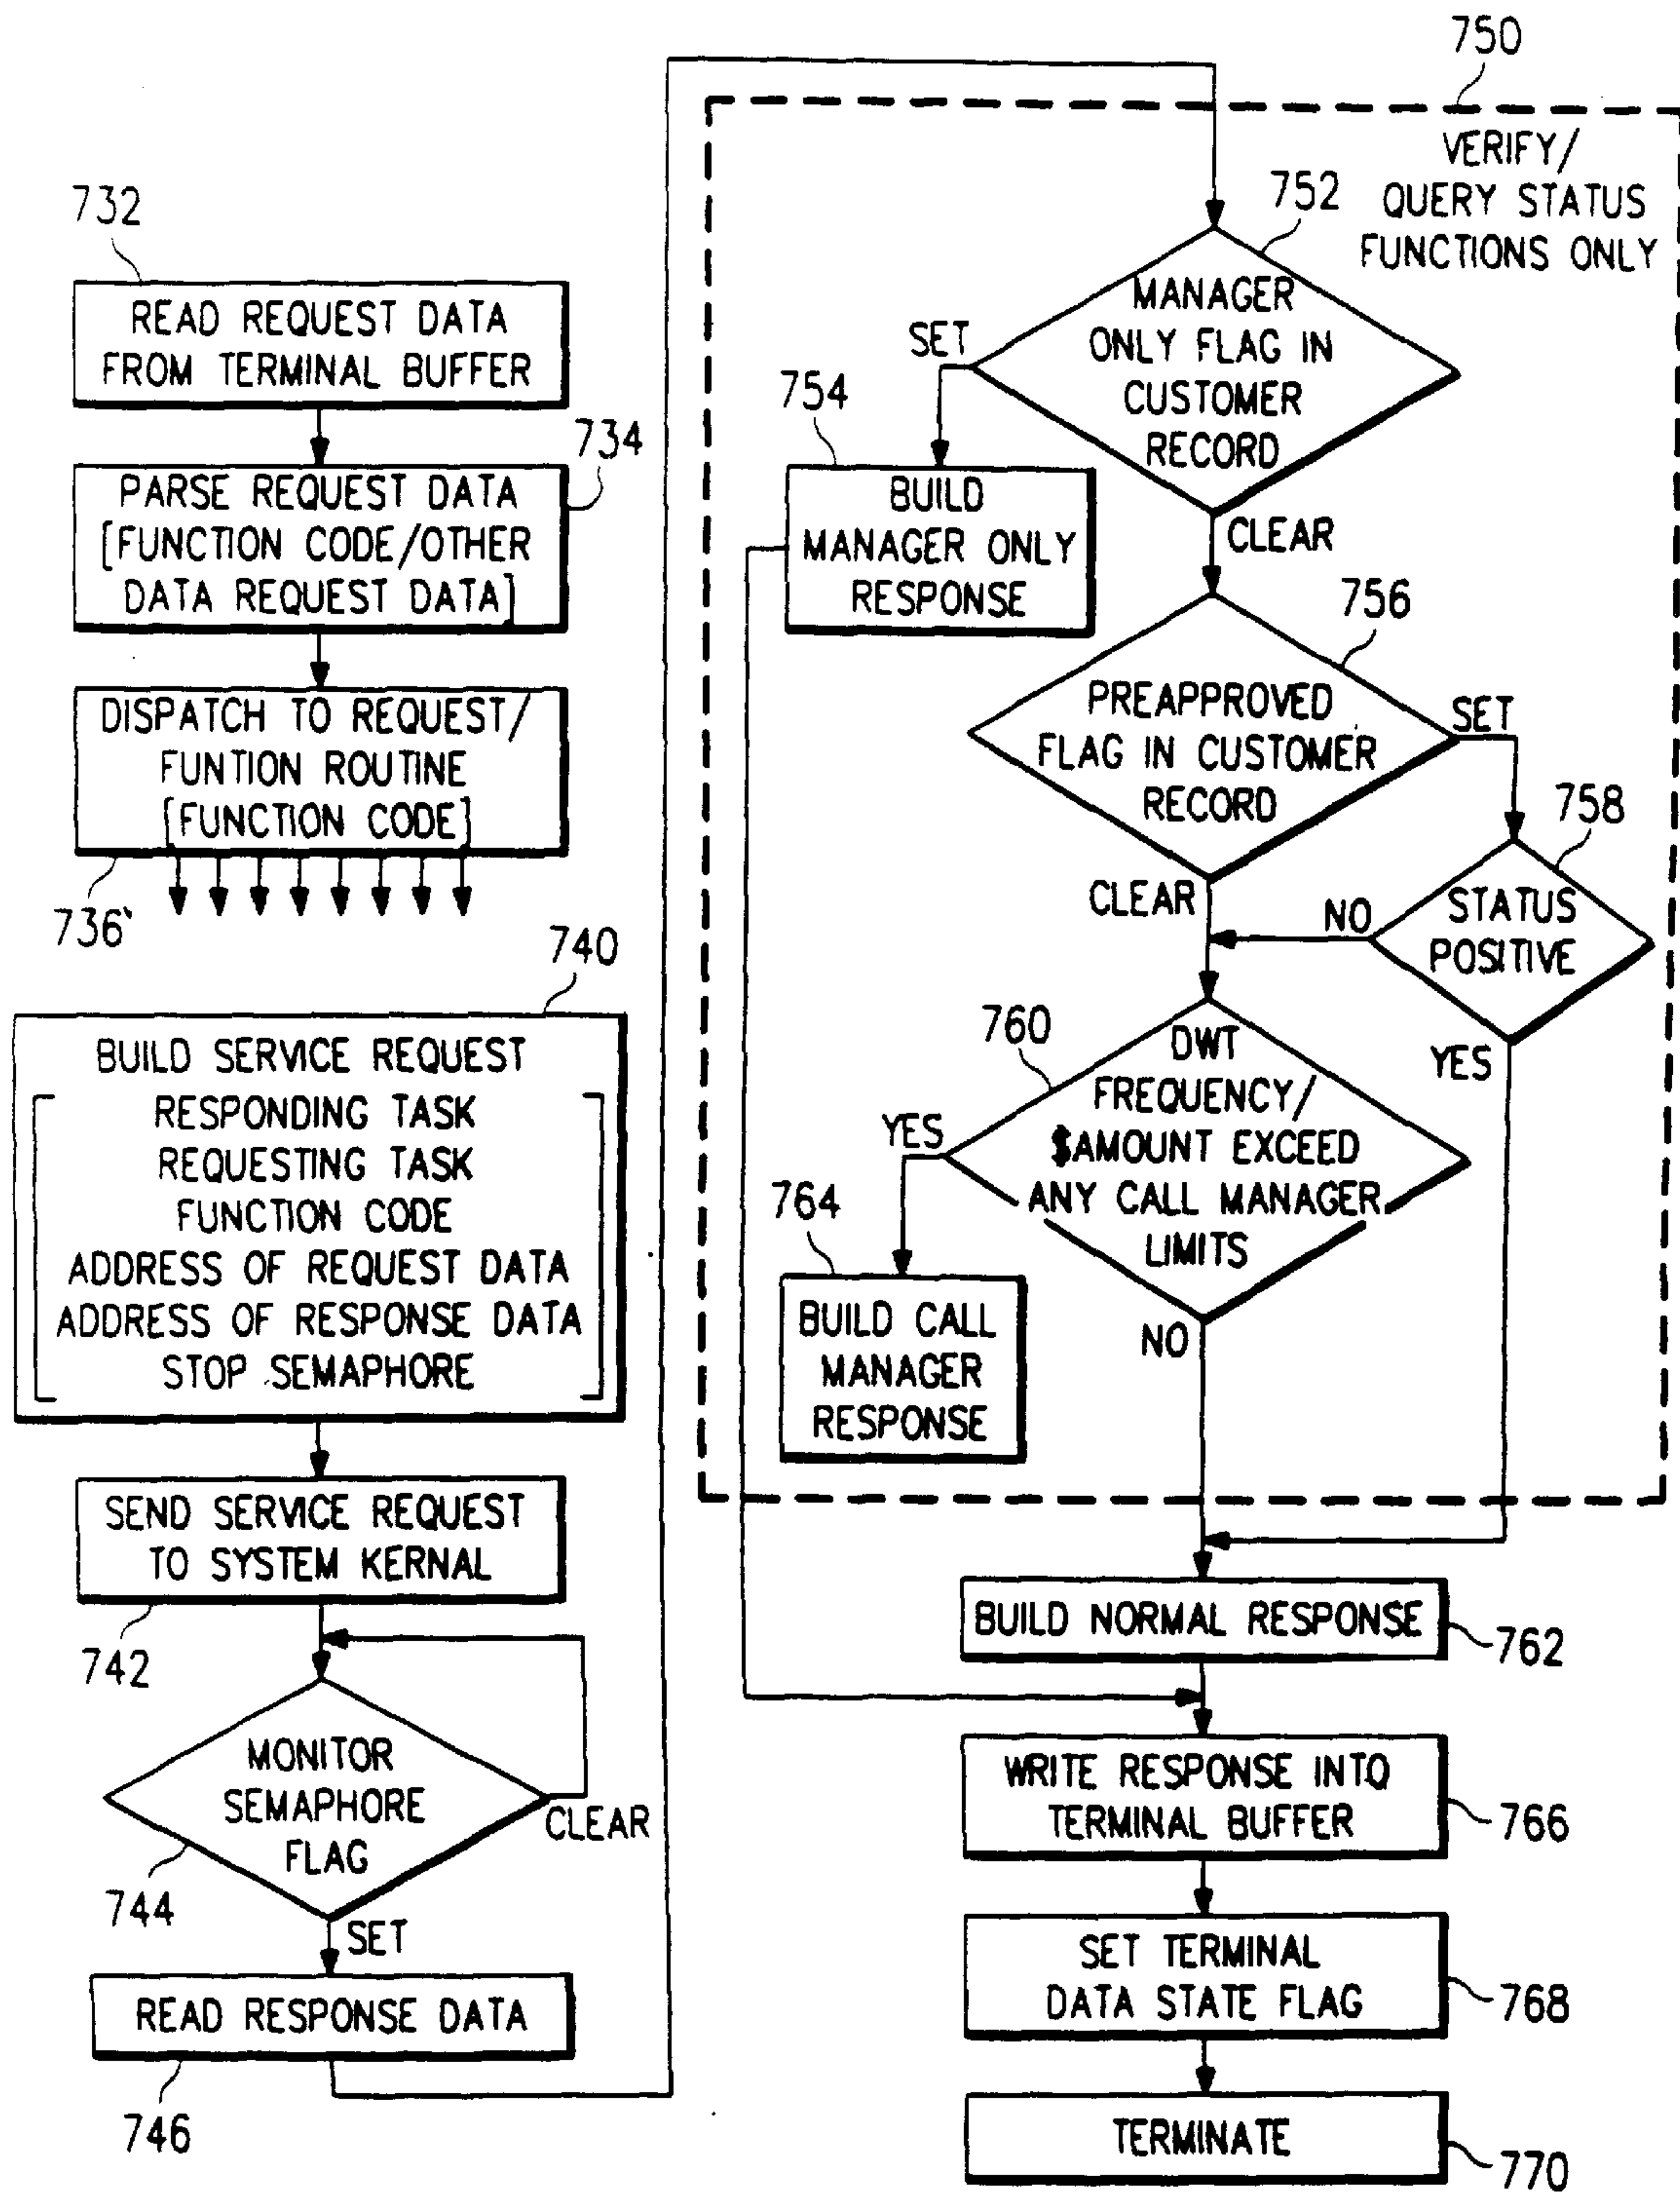 732
READ REQUEST DATA
FROM TERMINAL BUFFER
734
PARSE REQUEST DATA
[FUNCTION CODE/OTHER
DATA REQUEST DATA]
DISPATCH TO REQUEST/
FUNTION ROUTINE
[FUNCTION CODE]
736'
740
BUILD SERVICE REQUEST
RESPONDING TASK
REQUESTING TASK
FUNCTION CODE
ADDRESS OF REQUEST DATA
ADDRESS OF RESPONSE DATA
STOP SEMAPHORE
SEND SERVICE REQUEST
TO SYSTEM KERNAL
742
MONITOR
SEMAPHORE
FLAG
CLEAR
744
SET
READ RESPONSE DATA
746
750
VERIFY/
QUERY STATUS
FUNCTIONS ONLY
752
MANAGER
ONLY FLAG IN
CUSTOMER
RECORD
SET
CLEAR
754
BUILD
MANAGER ONLY
RESPONSE
756
PREAPPROVED
FLAG IN CUSTOMER
RECORD
SET
CLEAR
758
STATUS
POSITIVE
NO
YES
760
DWT
FREQUENCY/
$AMOUNT EXCEED
ANY CALL MANAGER
LIMITS
YES
NO
764
BUILD CALL
MANAGER
RESPONSE
BUILD NORMAL RESPONSE
762
WRITE RESPONSE INTO
TERMINAL BUFFER
766
SET TERMINAL
DATA STATE FLAG
768
TERMINATE
770